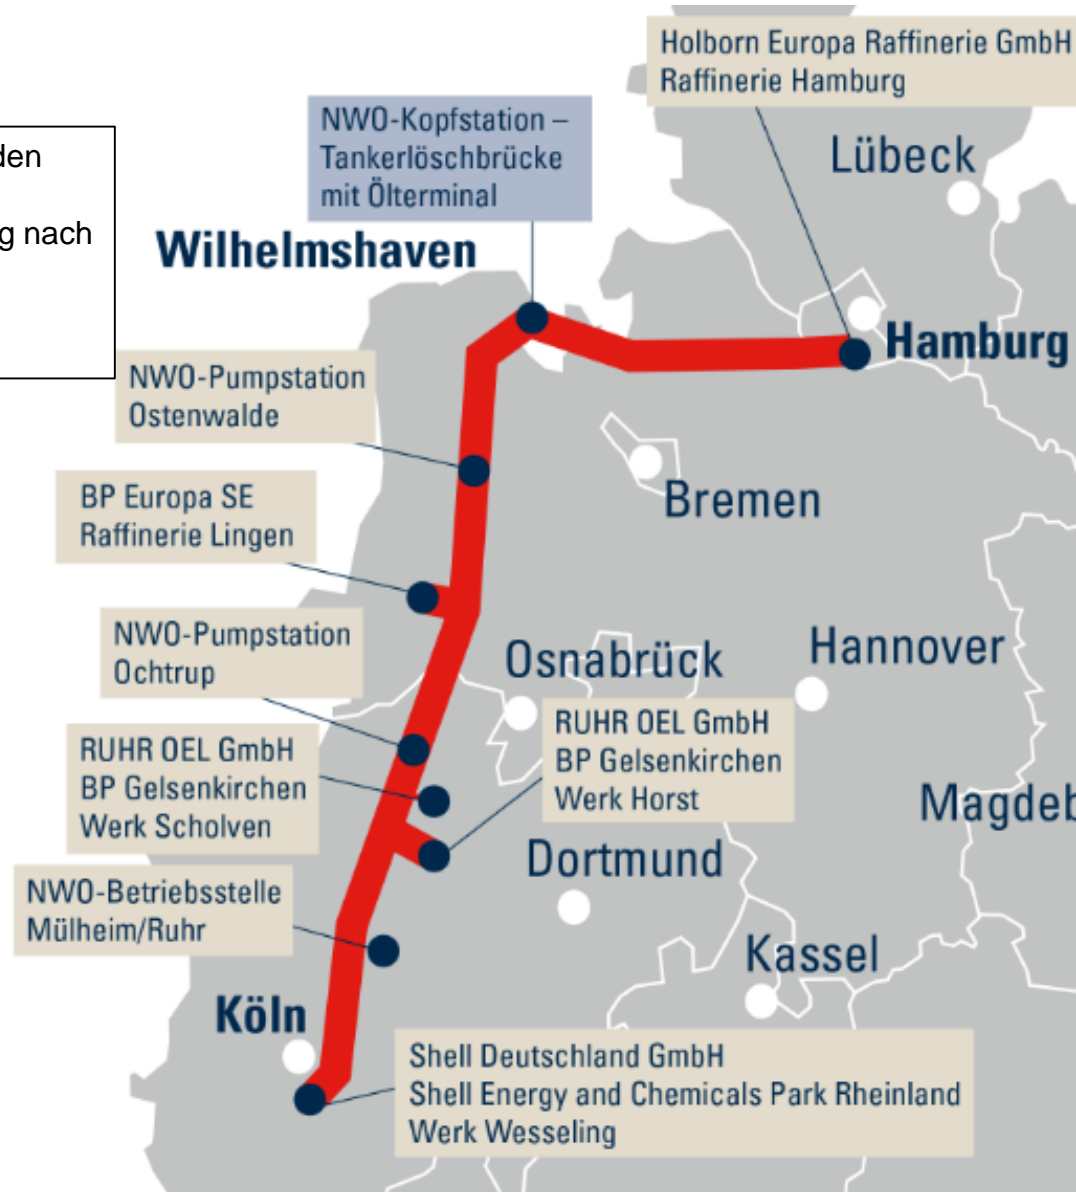 Holborn Europa Raffinerie GmbH
Raffinerie Hamburg
NWO-Kopfstation –
Tankerlöschbrücke
mit Ölterminal
Lübeck
den
g nach
Wilhelmshaven
Hamburg
NWO-Pumpstation
Ostenwalde
Bremen
BP Europa SE
Raffinerie Lingen
NWO-Pumpstation
Ochtrup
Osnabrück
Hannover
RUHR OEL GmbH
BP Gelsenkirchen
Werk Horst
RUHR OEL GmbH
BP Gelsenkirchen
Werk Scholven
Magdeb
Dortmund
NWO-Betriebsstelle
Mülheim/Ruhr
Kassel
Köln
Shell Deutschland GmbH
Shell Energy and Chemicals Park Rheinland
Werk Wesseling